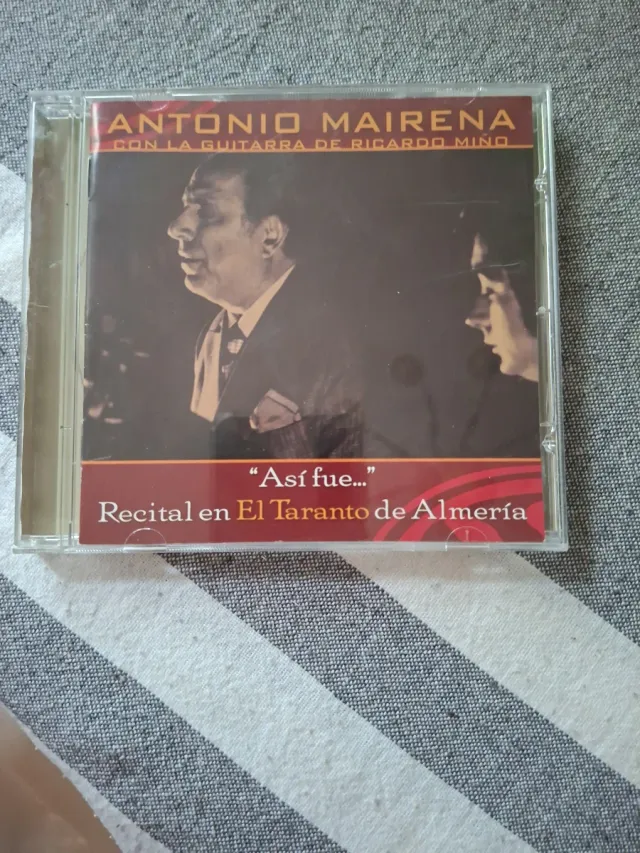 ANTONIO MAIRENA
CON LA GUITARRA DE RICARDO MIÑO
“Así fue...”
Recital en El Taranto de Almería